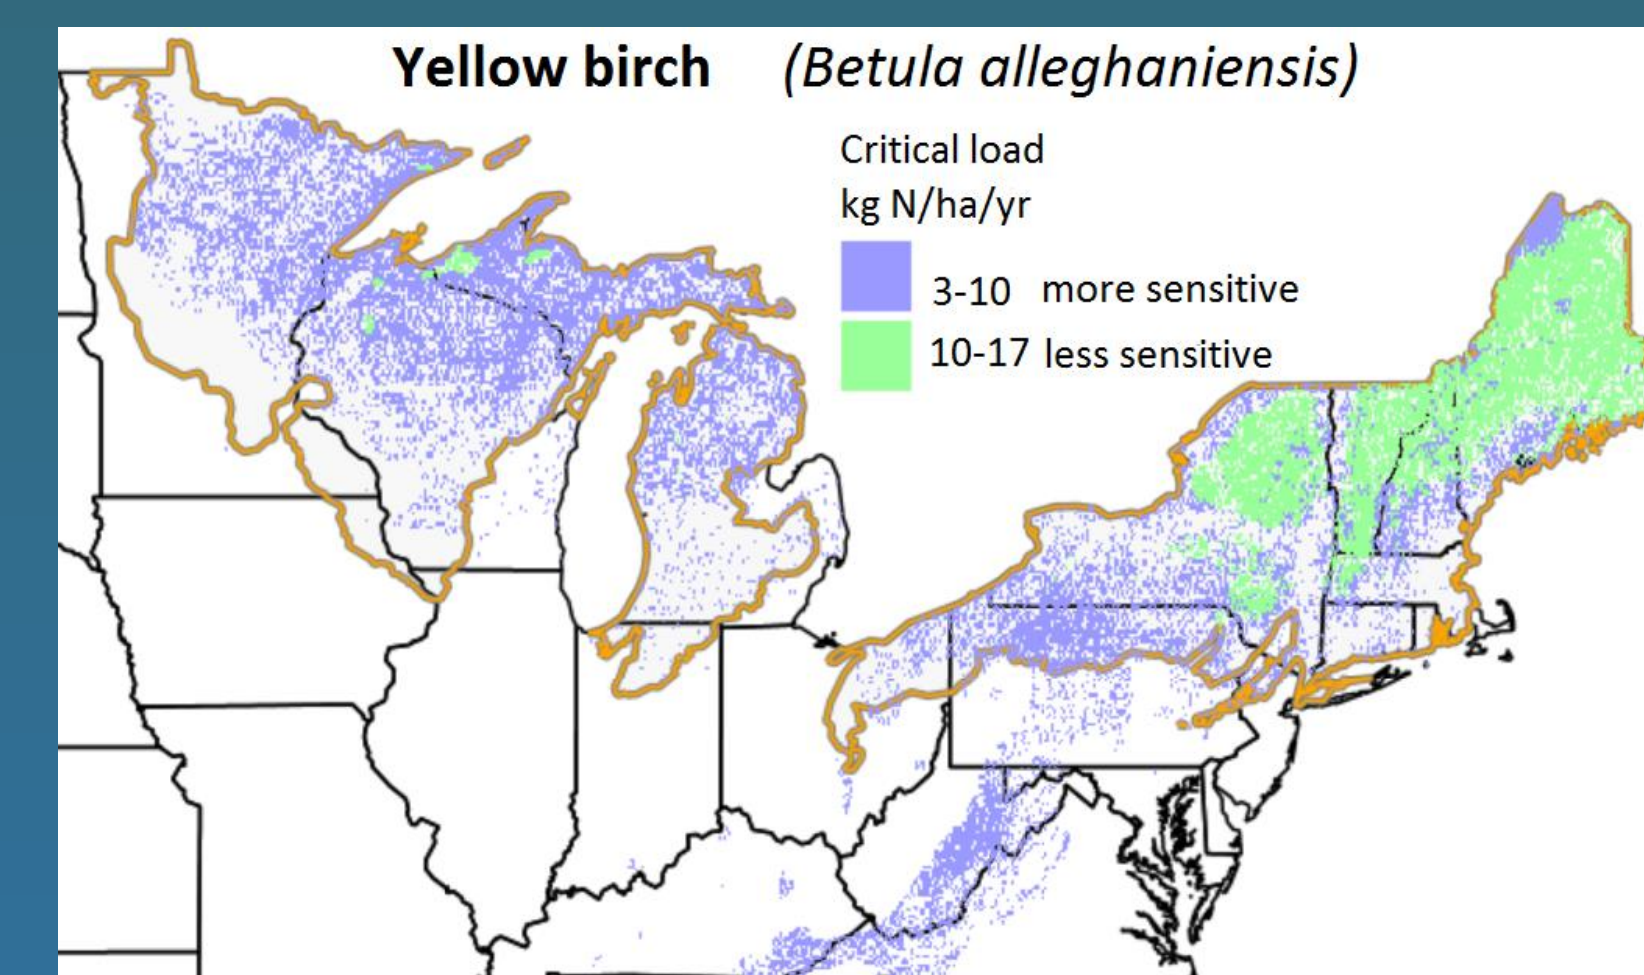 Yellow birch (Betula alleghaniensis)
Critical load
kg N/ha/yr
3-10 more sensitive
10-17 less sensitive